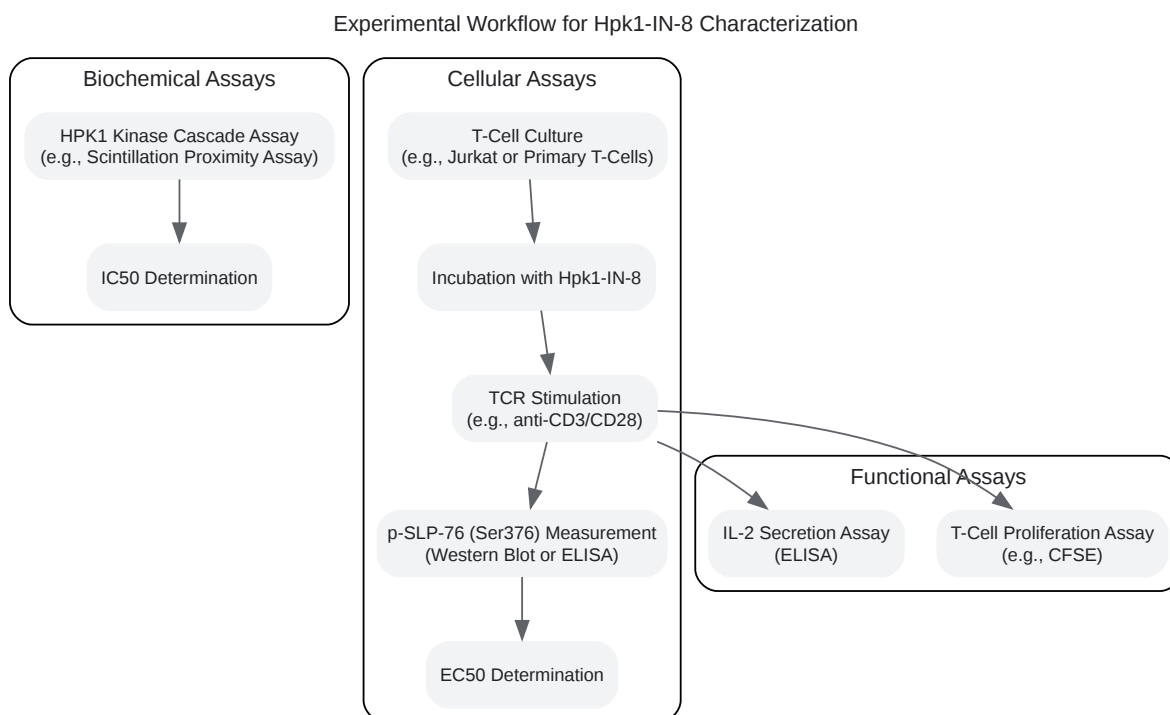 Experimental Workflow for Hpk1-IN-8 Characterization
Biochemical Assays
HPK1 Kinase Cascade Assay
(e.g., Scintillation Proximity Assay)
IC50 Determination
Cellular Assays
T-Cell Culture
(e.g., Jurkat or Primary T-Cells)
Incubation with Hpk1-IN-8
TCR Stimulation
(e.g., anti-CD3/CD28)
p-SLP-76 (Ser376) Measurement
(Western Blot or ELISA)
EC50 Determination
Functional Assays
IL-2 Secretion Assay
(ELISA)
T-Cell Proliferation Assay
(e.g., CFSE)